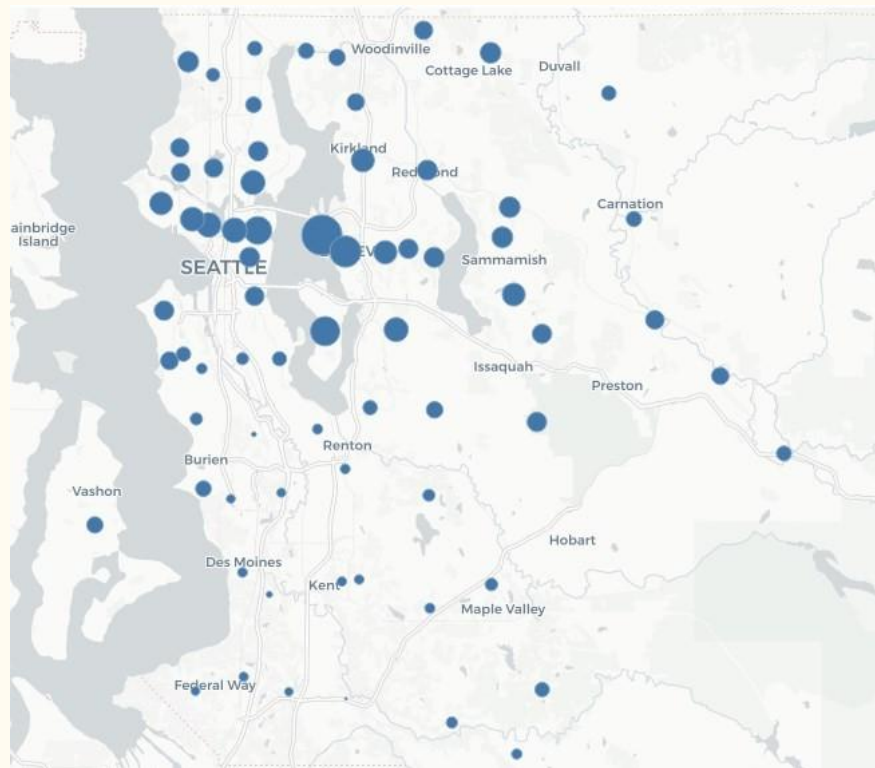 Woodinville
Cottage Lake
Duvall
Kirkland
Redmond
Carnation
ainbridge
Island
SEATTLE
Sammamish
Issaquah
Preston
Renton
Burien
Vashon
Hobart
Des Moines
Kent
Maple Valley
Federal Way